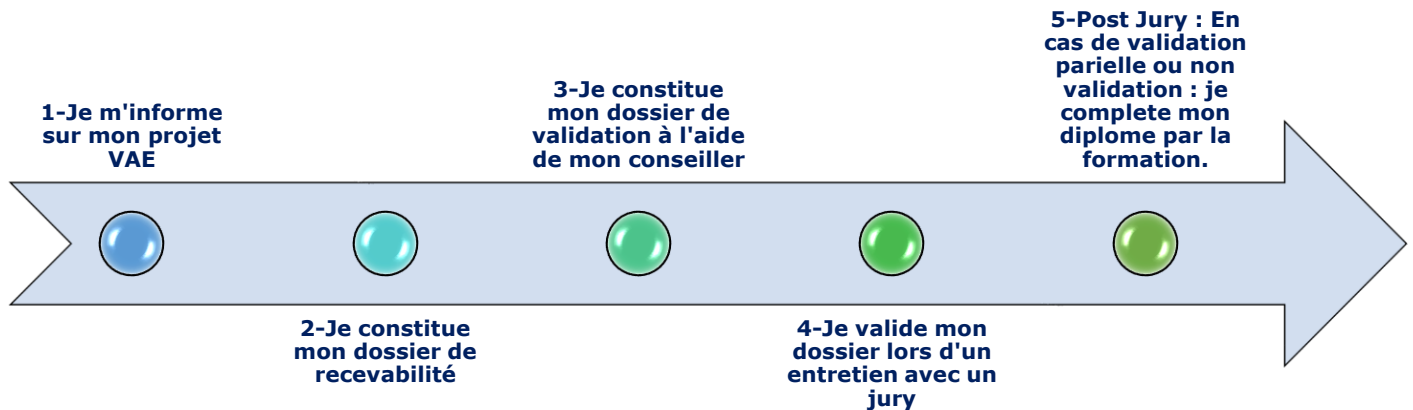 1-Je m'informe
sur mon projet
VAE
2-Je constitue
mon dossier de
recevabilité
3-Je constitue
mon dossier de
validation à l'aide
de mon conseiller
4-Je valide mon
dossier lors d'un
entretien avec un
jury
5-Post Jury : En
cas de validation
parielle ou non
validation : je
complete mon
diplome par la
formation.